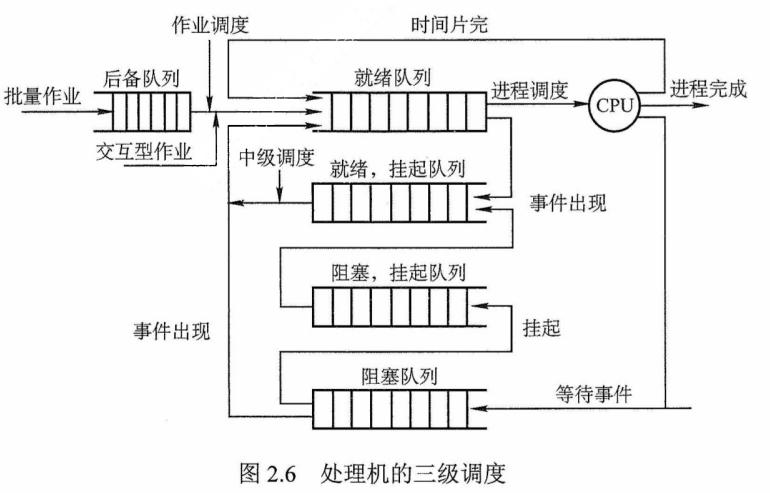 作业调度
时间片完
后备队列
就绪队列
批量作业
进程调度
CPU
进程完成
交互型作业
中级调度
就绪，挂起队列
事件出现
阻塞，挂起队列
事件出现
挂起
阻塞队列
等待事件
图 2.6 处理机的三级调度